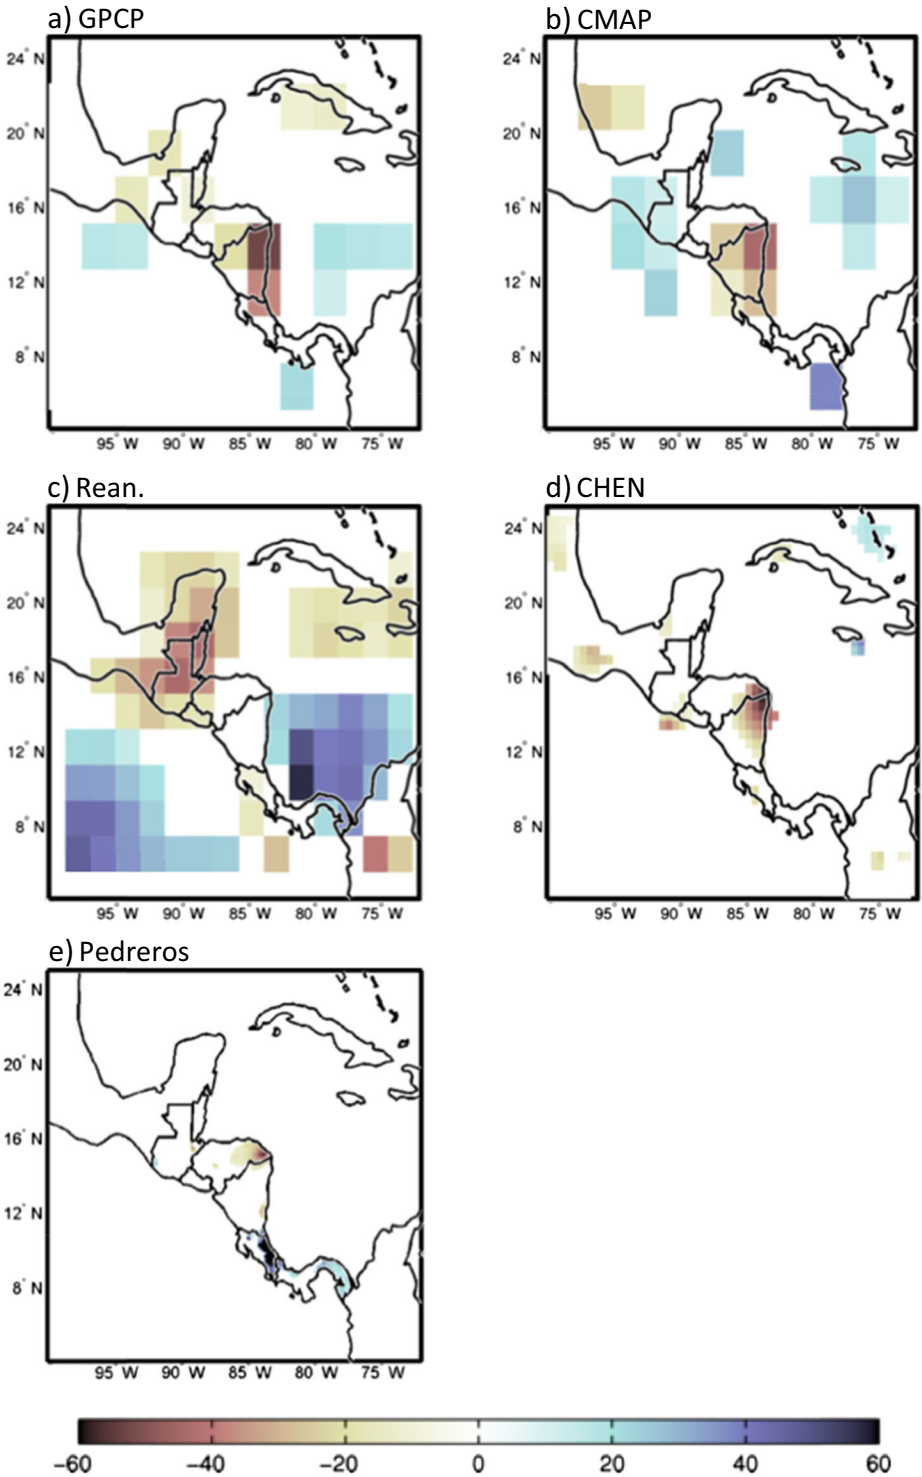 a) GPCP
b) CMAP
24° N
24° N
20° N
20° N
16° N
16° N
12° N
12° N
8° N
8° N
95° W 90° W 85° W 80° W 75° W
95° W 90° W 85° W 80° W 75° W
c) Rean.
d) CHEN
24° N
24° N
20° N
20° N
16° N
16° N
12° N
12° N
8° N
8° N
95° W 90° W 85° W 80° W 75° W
95° W 90° W 85° W 80° W 75° W
e) Pedreros
24° N
20° N
16° N
12° N
8° N
95° W 90° W 85° W 80° W 75° W
−60 −40 −20 0 20 40 60